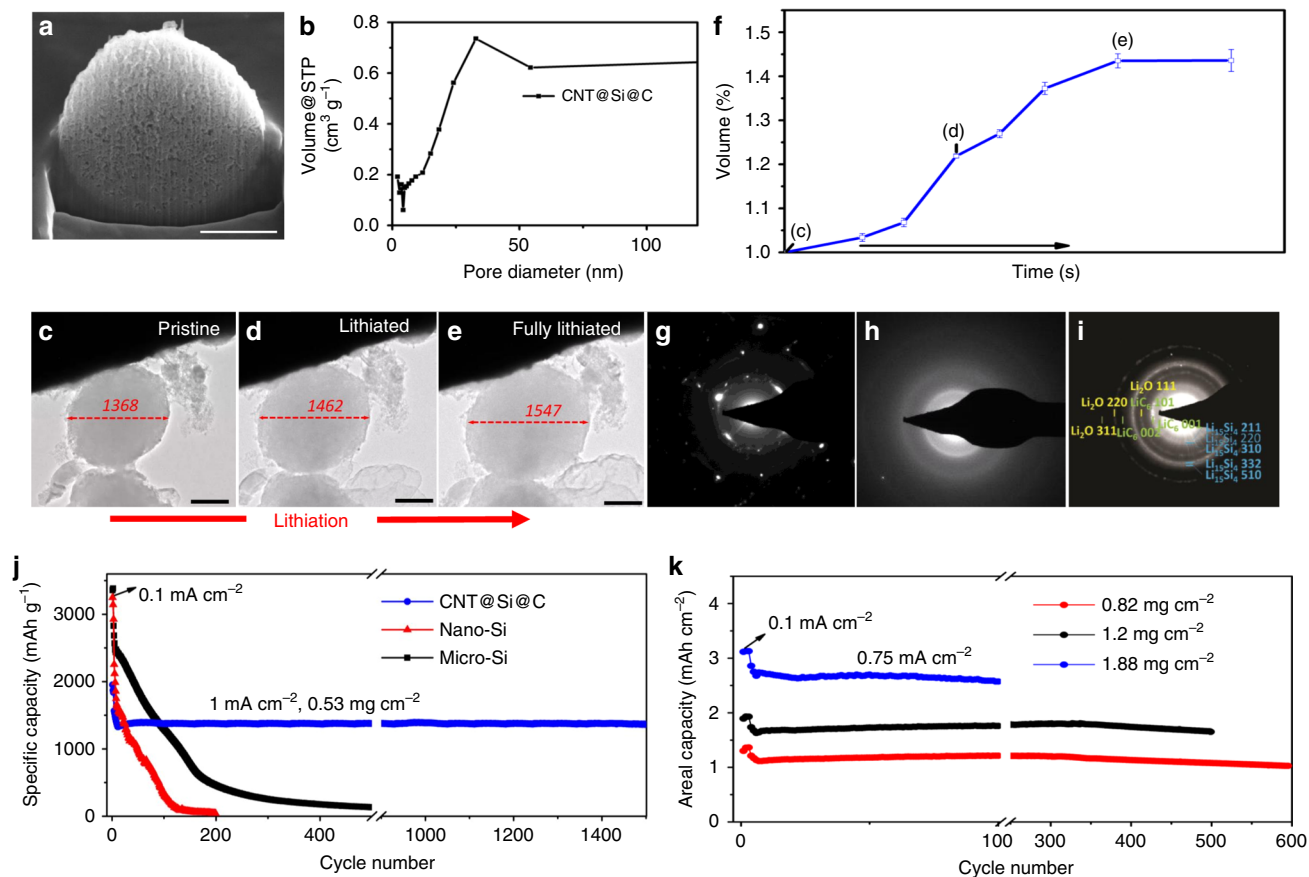 a
b
0.8
0.6
0.4
0.2
0.0
Volume@STP
(cm³ g⁻¹)
CNT@Si@C
0
50
100
Pore diameter (nm)
f
1.5
1.4
1.3
1.2
1.1
1.0
Volume (%)
(c)
(d)
(e)
Time (s)
c
Pristine
1368
d
Lithiated
1462
e
Fully lithiated
1547
Lithiation
g
h
i
Li₂O 111
Li₂O 220
LiC₆ 101
Li₂O 311
LiC₆ 002
LiC₆ 001
Li₁₅Si₄ 211
Li₁₅Si₄ 220
Li₁₅Si₄ 310
Li₁₅Si₄ 332
Li₁₅Si₄ 510
j
3000
2000
1000
0
Specific capacity (mAh g⁻¹)
0.1 mA cm⁻²
CNT@Si@C
Nano-Si
Micro-Si
1 mA cm⁻², 0.53 mg cm⁻²
0
200
400
1000
1200
1400
Cycle number
k
4
3
2
1
0
Areal capacity (mAh cm⁻²)
0.1 mA cm⁻²
0.75 mA cm⁻²
0.82 mg cm⁻²
1.2 mg cm⁻²
1.88 mg cm⁻²
0
100
300
400
500
600
Cycle number